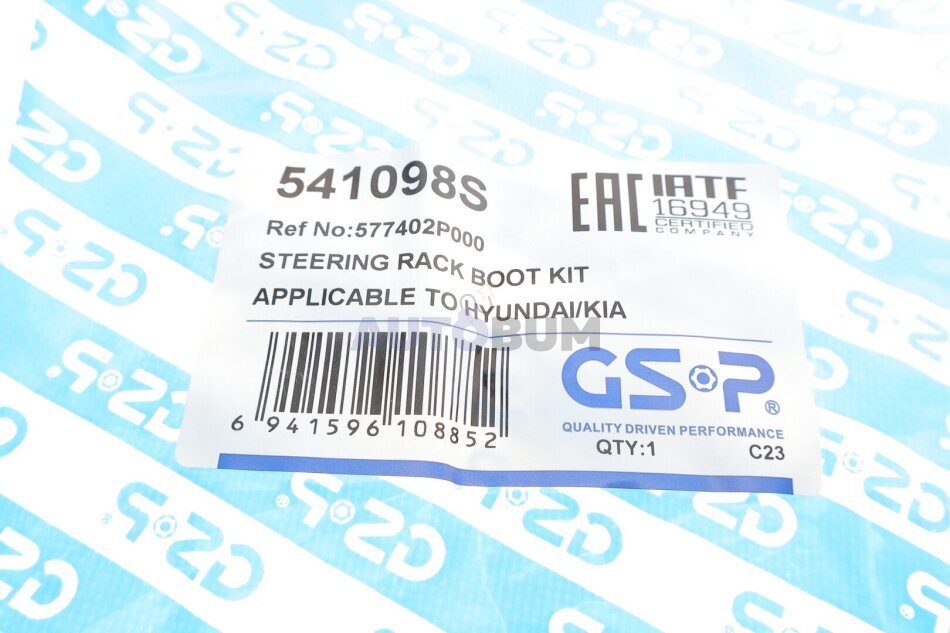 541098S
Ref No:577402P000
STEERING RACK BOOT KIT
APPLICABLE TO HYUNDAI/KIA
EAC
IATF
16949
CERTIFIED
COMPANY
AUTOBUM
6 941596 108852
GSP®
QUALITY DRIVEN PERFORMANCE
QTY:1
C23